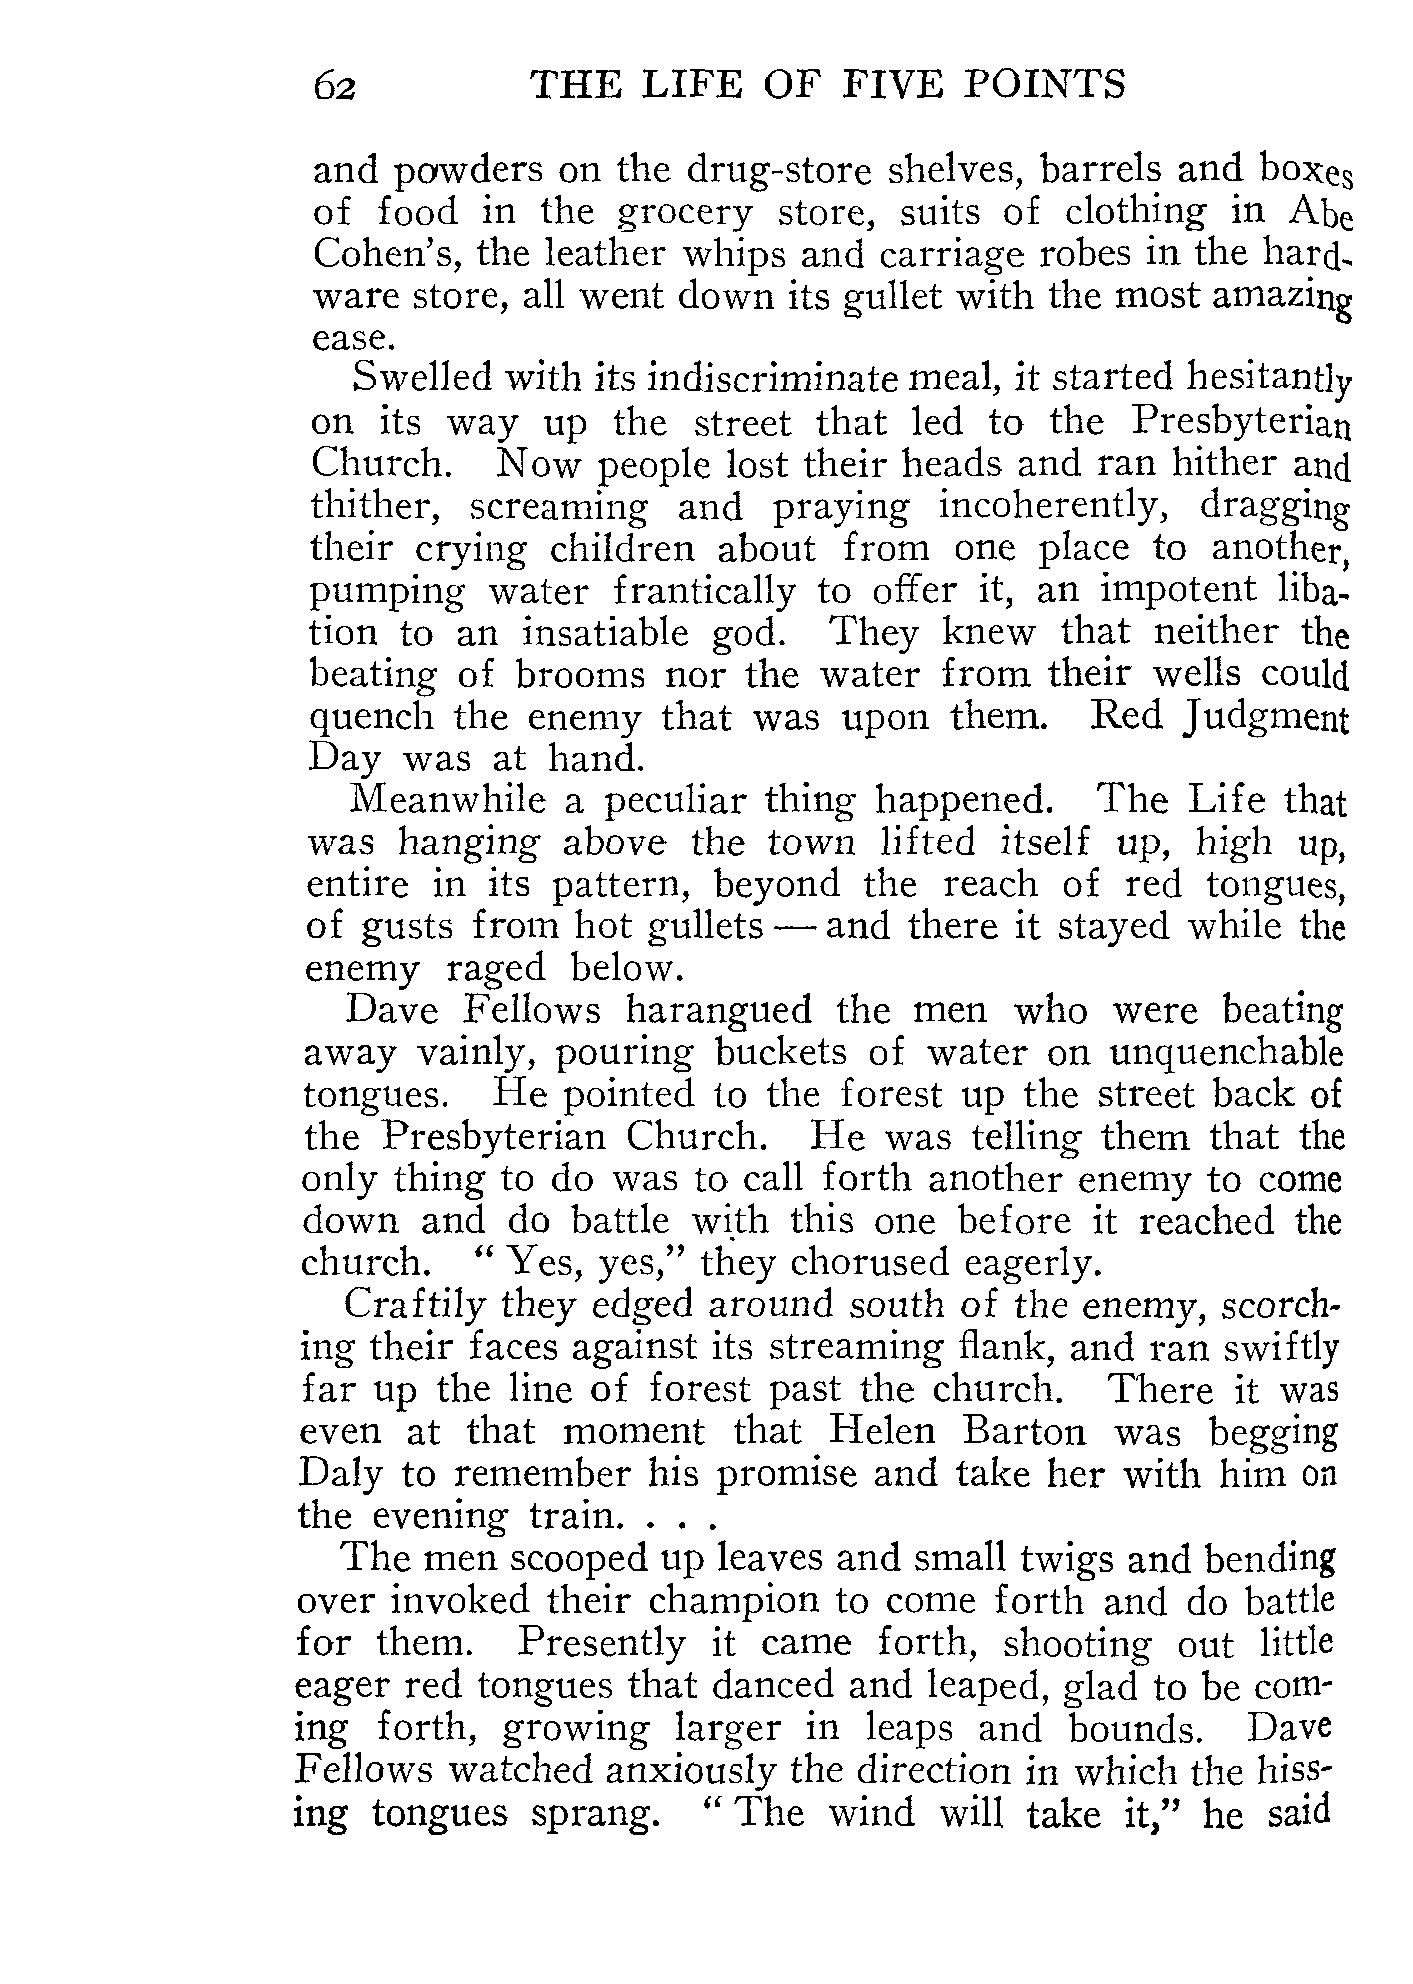 62 THE LIFE OF FIVE POINTS
and powders on the drug-store shelves, barrels and boxes
of food in the grocery store, suits of clothing in Abe
Cohen's, the leather whips and carriage robes in the hard-
ware store, all went down its gullet with the most amazing
ease.
Swelled with its indiscriminate meal, it started hesitantly
on its way up the street that led to the Presbyterian
Church. Now people lost their heads and ran hither and
thither, screaming and praying incoherently, dragging
their crying children about from one place to another,
pumping water frantically to offer it, an impotent liba-
tion to an insatiable god. They knew that neither the
beating of brooms nor the water from their wells could
quench the enemy that was upon them. Red Judgment
Day was at hand.
Meanwhile a peculiar thing happened. The Life that
was hanging above the town lifted itself up, high up,
entire in its pattern, beyond the reach of red tongues,
of gusts from hot gullets — and there it stayed while the
enemy raged below.
Dave Fellows harangued the men who were beating
away vainly, pouring buckets of water on unquenchable
tongues. He pointed to the forest up the street back of
the Presbyterian Church. He was telling them that the
only thing to do was to call forth another enemy to come
down and do battle with this one before it reached the
church. " Yes, yes," they chorused eagerly.
Craftily they edged around south of the enemy, scorch-
ing their faces against its streaming flank, and ran swiftly
far up the line of forest past the church. There it was
even at that moment that Helen Barton was begging
Daly to remember his promise and take her with him on
the evening train. . . .
The men scooped up leaves and small twigs and bending
over invoked their champion to come forth and do battle
for them. Presently it came forth, shooting out little
eager red tongues that danced and leaped, glad to be com-
ing forth, growing larger in leaps and bounds. Dave
Fellows watched anxiously the direction in which the hiss-
ing tongues sprang. " The wind will take it," he said